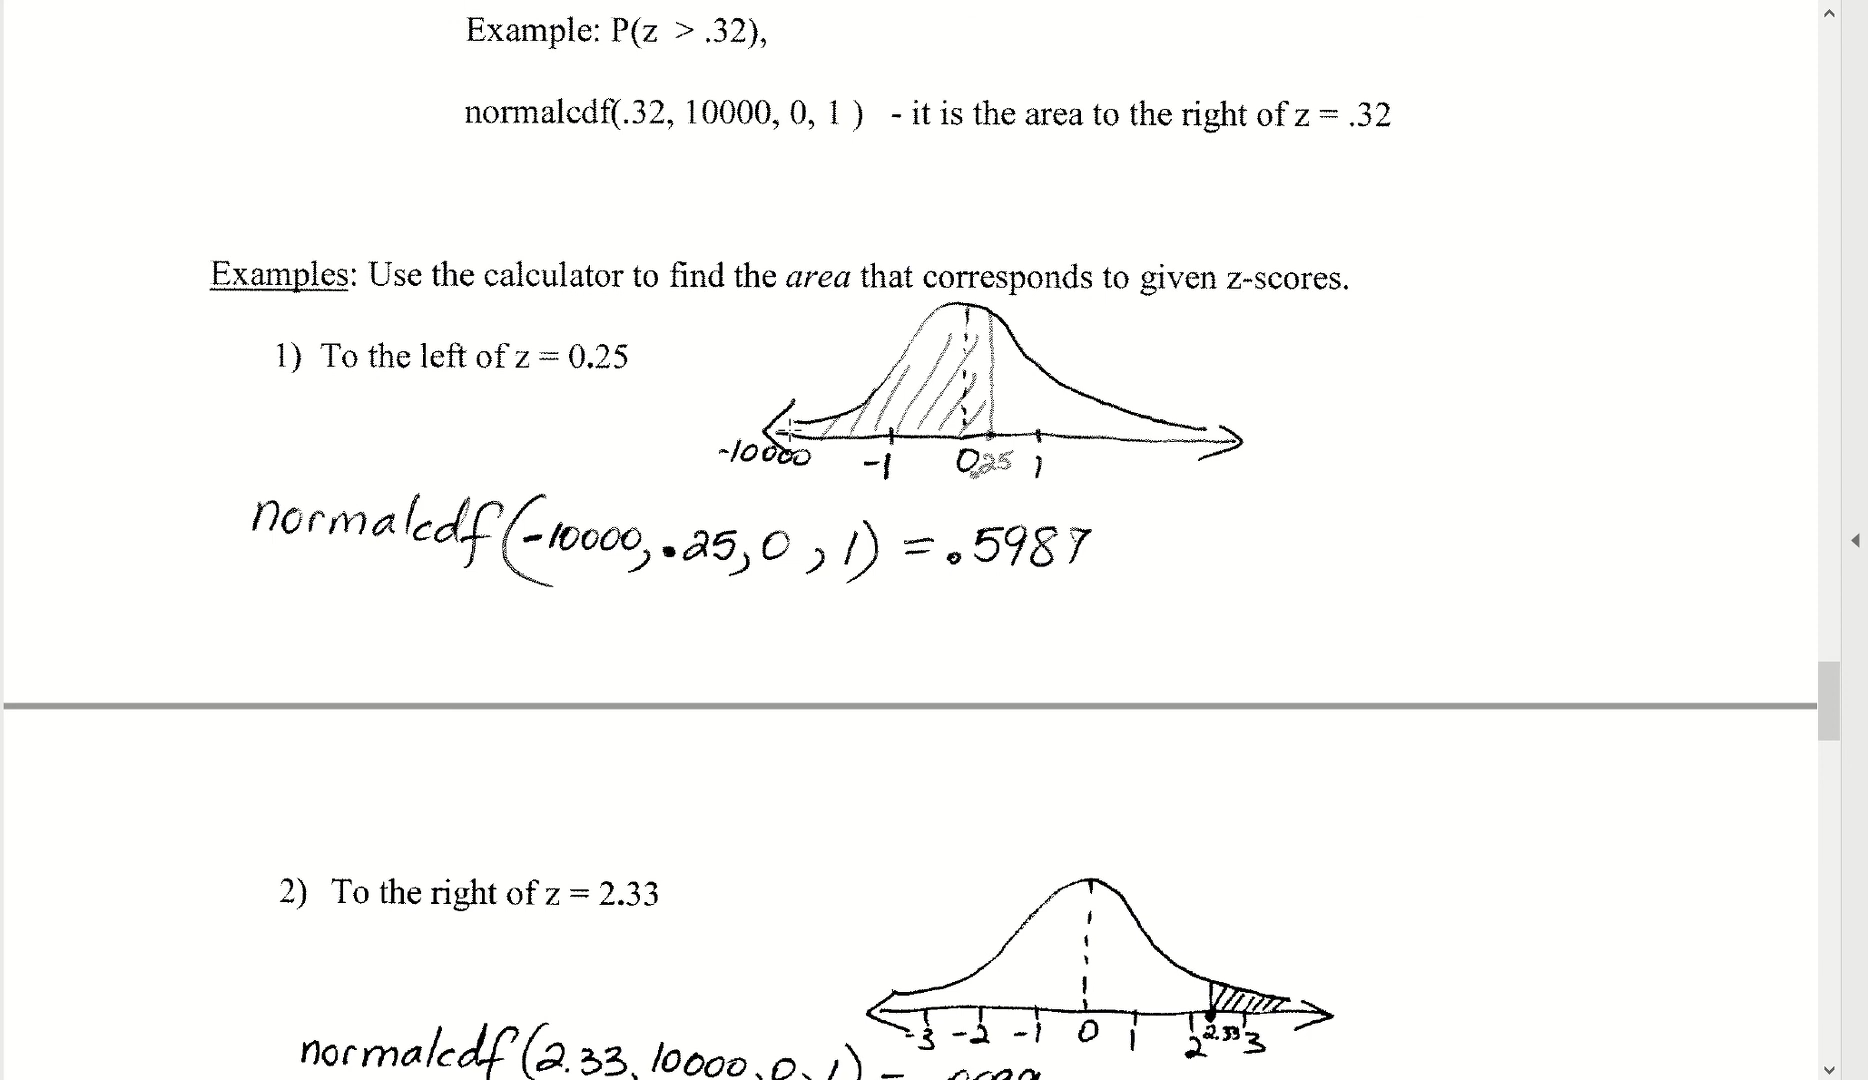 Example: P(z > .32),
normalcdf(.32, 10000, 0, 1 ) - it is the area to the right of z = .32
Examples: Use the calculator to find the area that corresponds to given z-scores.
1) To the left of z = 0.25
-10000 -1 0 .25 1
normalcdf(-10000, .25, 0, 1) = .5987
2) To the right of z = 2.33
-3 -2 -1 0 1 2 2.33 3
normalcdf(2.33, 10000, 0, 1) =